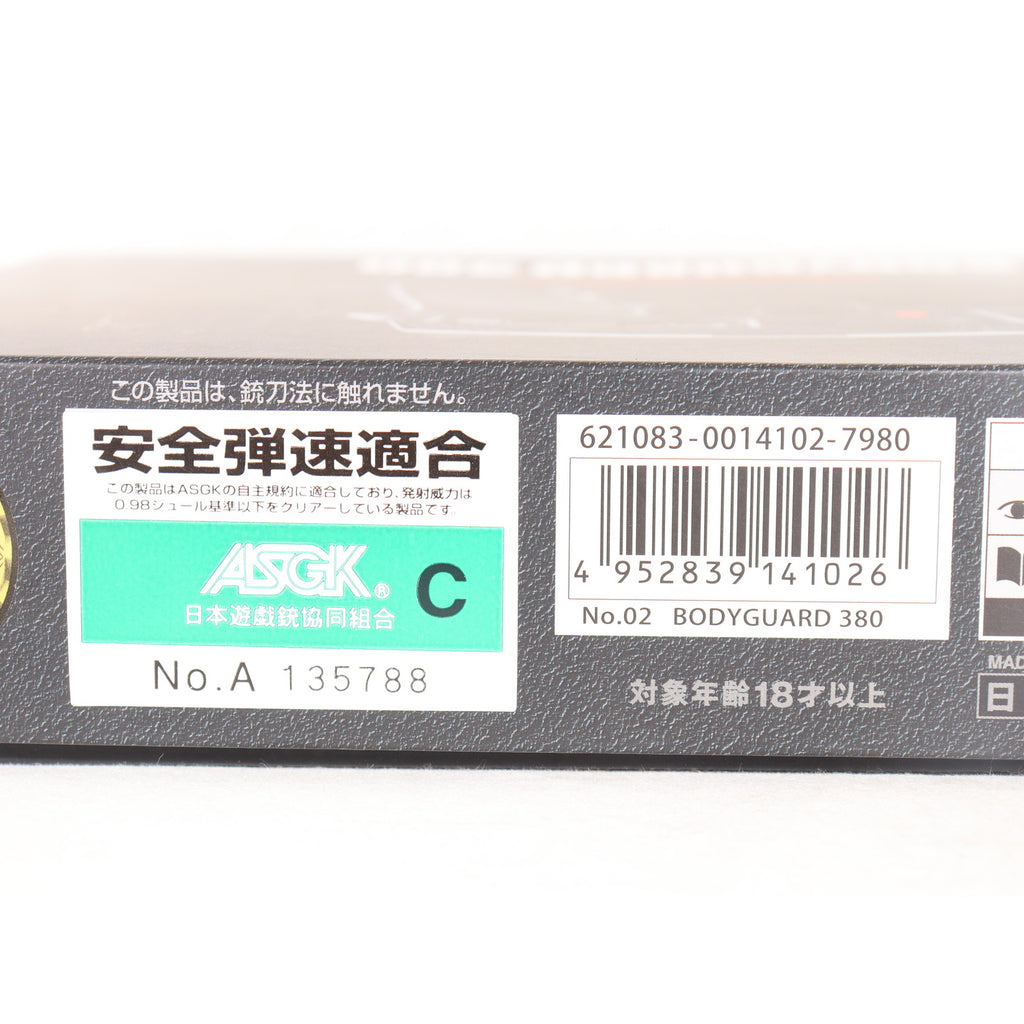 この製品は、銃刀法に触れません。
安全弾速適合
この製品はASGKの自主規約に適合しており、発射威力は
0.98ジュール基準以下をクリアーしている製品です。
ASGK®
C
日本遊戯銃協同組合
No.A 135788
621083-0014102-7980
4 952839 141026
No.02 BODYGUARD 380
対象年齢18才以上
MAD
日